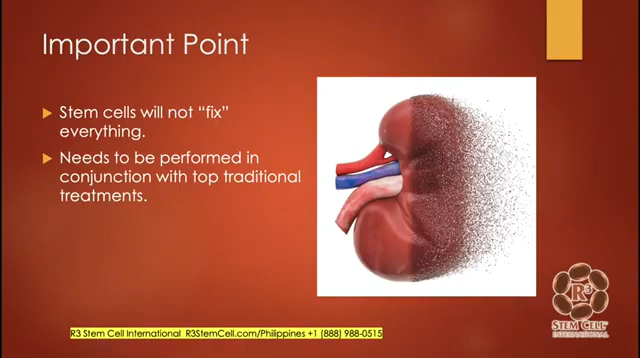 Important Point
Stem cells will not “fix”
everything.
Needs to be performed in
conjunction with top traditional
treatments.
R3 Stem Cell International R3StemCell.com/Philippines +1 (888) 988-0515
R3
STEM CELL
INTERNATIONAL